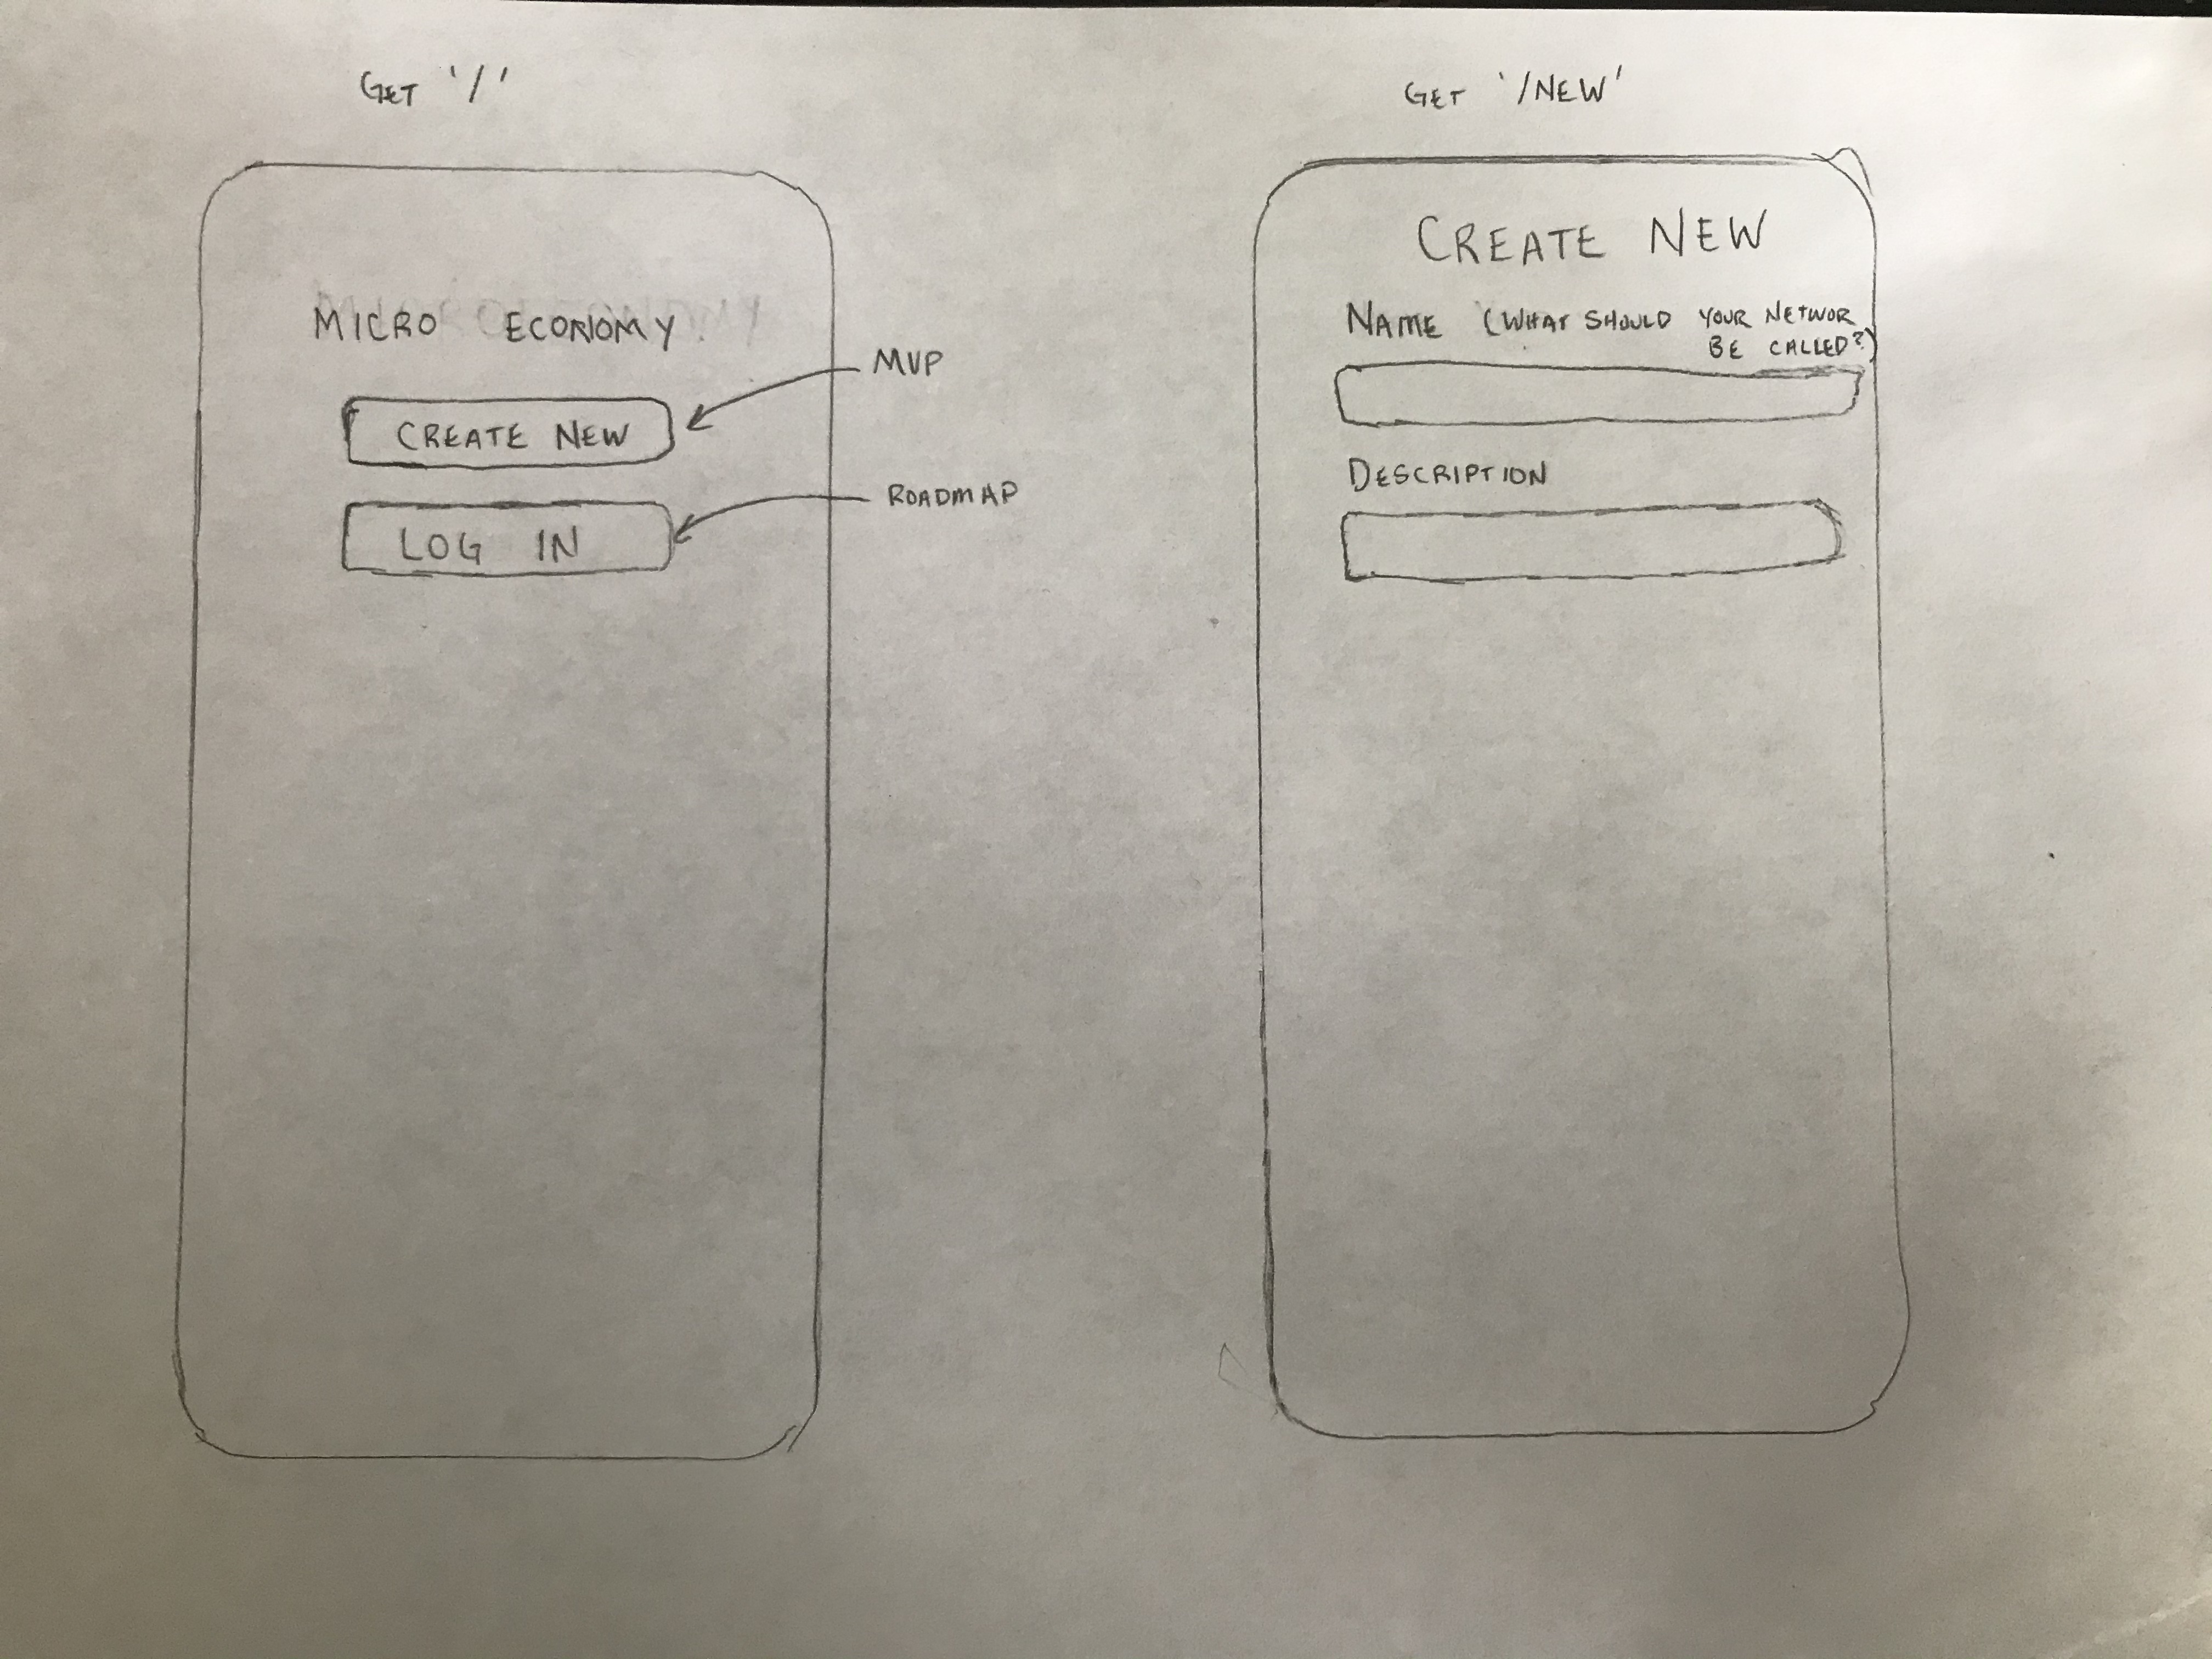 GET '/'
MICRO ECONOMY
CREATE NEW
LOG IN
MVP
ROADMAP
GET '/NEW'
CREATE NEW
NAME (WHAT SHOULD YOUR NETWOR
BE CALLED?)
DESCRIPTION